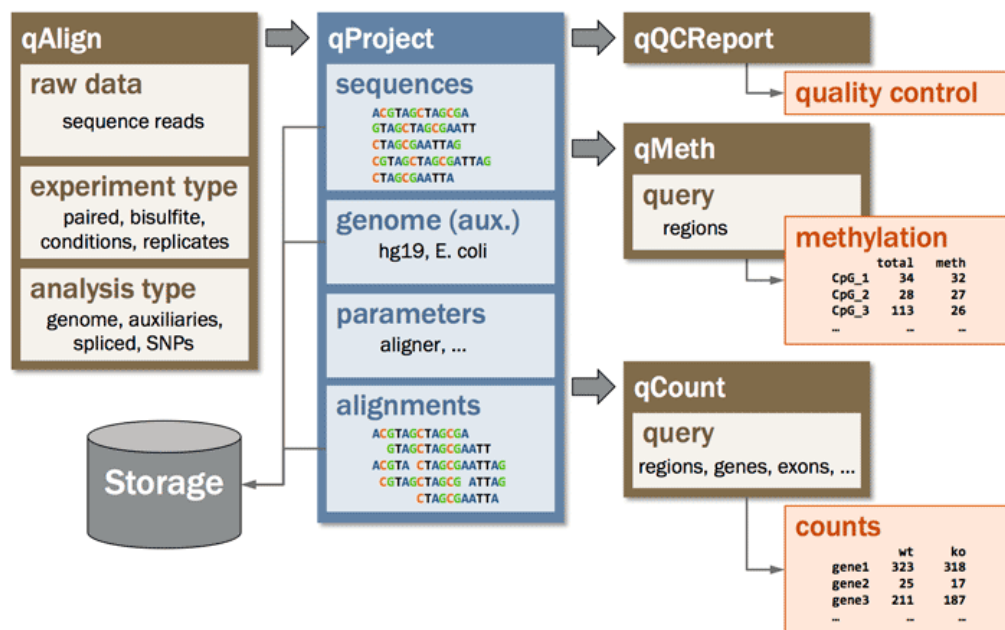 qAlign
raw data
sequence reads
experiment type
paired, bisulfite,
conditions, replicates
analysis type
genome, auxiliaries,
spliced, SNPs
Storage
qProject
sequences
ACGTAGCTAGCGA
GTAGCTAGCGAATT
CTAGCGAATTAG
CGTAGCTAGCGATTAG
CTAGCGAATTA
genome (aux.)
hg19, E. coli
parameters
aligner, ...
alignments
ACGTAGCTAGCGA
GTAGCTAGCGAATT
ACGTA CTAGCGAATTAG
CGTAGCTAGCG ATTAG
CTAGCGAATTA
qQCReport
quality control
qMeth
query
regions
methylation
total meth
CpG_1 34 32
CpG_2 28 27
CpG_3 113 26
… … …
qCount
query
regions, genes, exons, ...
counts
wt ko
gene1 323 318
gene2 25 17
gene3 211 187
… … …